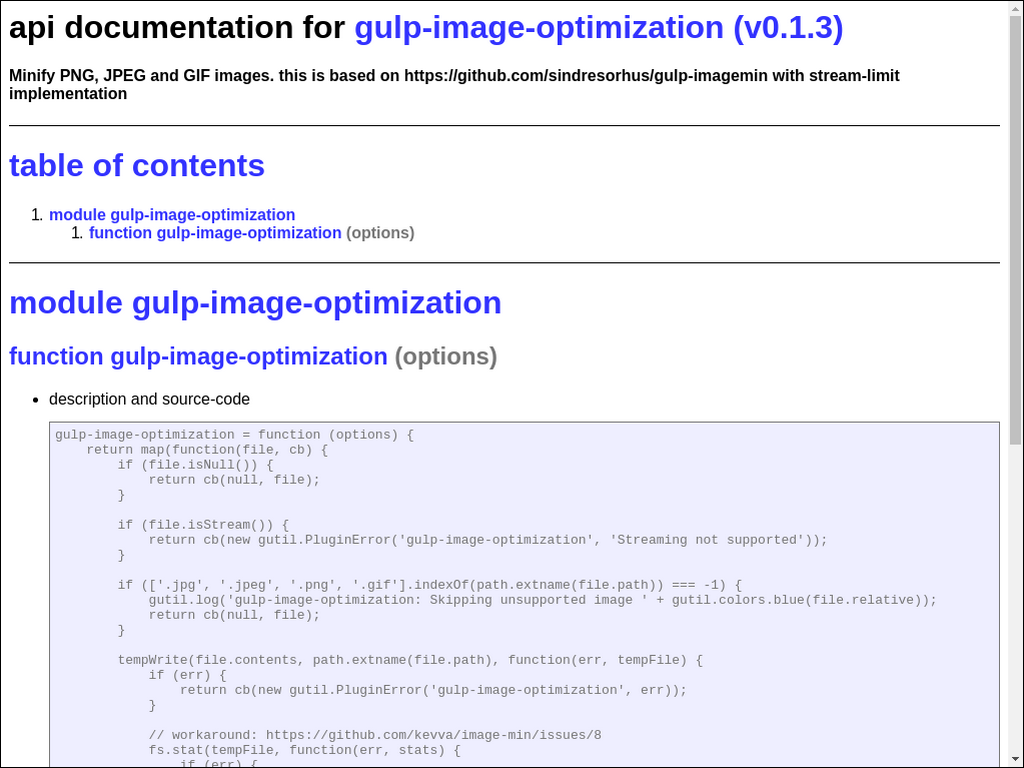 api documentation for gulp-image-optimization (v0.1.3)
Minify PNG, JPEG and GIF images. this is based on https://github.com/sindresorhus/gulp-imagemin with stream-limit
implementation
table of contents
1. module gulp-image-optimization
1. function gulp-image-optimization (options)
module gulp-image-optimization
function gulp-image-optimization (options)
• description and source-code
gulp-image-optimization = function (options) {
    return map(function(file, cb) {
        if (file.isNull()) {
            return cb(null, file);
        }
        if (file.isStream()) {
            return cb(new gutil.PluginError('gulp-image-optimization', 'Streaming not supported'));
        }
        if (['.jpg', '.jpeg', '.png', '.gif'].indexOf(path.extname(file.path)) === -1) {
            gutil.log('gulp-image-optimization: Skipping unsupported image ' + gutil.colors.blue(file.relative));
            return cb(null, file);
        }
        tempWrite(file.contents, path.extname(file.path), function(err, tempFile) {
            if (err) {
                return cb(new gutil.PluginError('gulp-image-optimization', err));
            }
            // workaround: https://github.com/kevva/image-min/issues/8
            fs.stat(tempFile, function(err, stats) {
                if (err) {